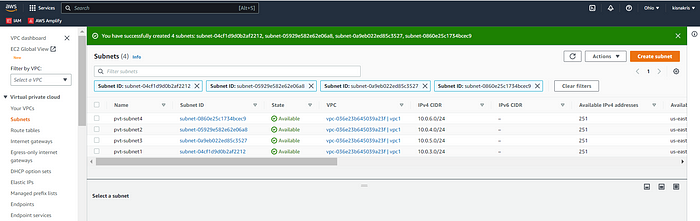 aws
Services
Search
[Alt+S]
Ohio
kisnakris
IAM
AWS Amplify
VPC dashboard
EC2 Global View
New
Filter by VPC:
Select a VPC
Virtual private cloud
Your VPCs
Subnets
Route tables
Internet gateways
Egress-only internet
gateways
DHCP option sets
Elastic IPs
Managed prefix lists
Endpoints
Endpoint services
You have successfully created 4 subnets: subnet-04cf1d9d0b2af2212, subnet-05929e582e62e06a8, subnet-0a9eb022ed85c3527, subnet-0860e25c1734bcec9
Subnets (4) Info
Actions
Create subnet
Filter subnets
1
Subnet ID: subnet-04cf1d9d0b2af2212
Subnet ID: subnet-05929e582e62e06a8
Subnet ID: subnet-0a9eb022ed85c3527
Subnet ID: subnet-0860e25c1734bcec9
Clear filters
Name Subnet ID State VPC IPv4 CIDR IPv6 CIDR Available IPv4 addresses Availa
pvt-subnet4 subnet-0860e25c1734bcec9 Available vpc-036e23b645039a23f | vpc1 10.0.6.0/24 – 251 us-east
pvt-subnet2 subnet-05929e582e62e06a8 Available vpc-036e23b645039a23f | vpc1 10.0.4.0/24 – 251 us-east
pvt-subnet3 subnet-0a9eb022ed85c3527 Available vpc-036e23b645039a23f | vpc1 10.0.5.0/24 – 251 us-east
pvt-subnet1 subnet-04cf1d9d0b2af2212 Available vpc-036e23b645039a23f | vpc1 10.0.3.0/24 – 251 us-east
Select a subnet